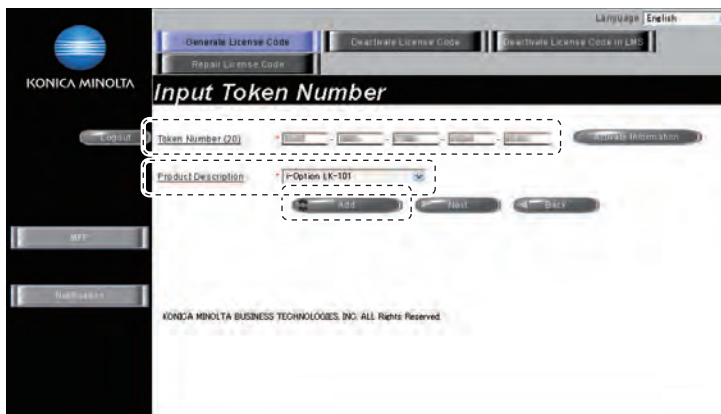 Language English
Generate License Code
Deactivate License Code
Deactivate License Code in LMS
Repair License Code
KONICA MINOLTA
Input Token Number
Logout
Token Number (20) * - - - -
Activate Information
Product Description * i-Option LK-101
Add
Next
Back
MFP
Notification
KONICA MINOLTA BUSINESS TECHNOLOGIES, INC. ALL Rights Reserved.